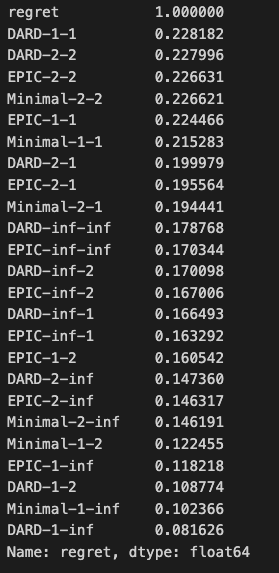 regret 1.000000
DARD-1-1 0.228182
DARD-2-2 0.227996
EPIC-2-2 0.226631
Minimal-2-2 0.226621
EPIC-1-1 0.224466
Minimal-1-1 0.215283
DARD-2-1 0.199979
EPIC-2-1 0.195564
Minimal-2-1 0.194441
DARD-inf-inf 0.178768
EPIC-inf-inf 0.170344
DARD-inf-2 0.170098
EPIC-inf-2 0.167006
DARD-inf-1 0.166493
EPIC-inf-1 0.163292
EPIC-1-2 0.160542
DARD-2-inf 0.147360
EPIC-2-inf 0.146317
Minimal-2-inf 0.146191
Minimal-1-2 0.122455
EPIC-1-inf 0.118218
DARD-1-2 0.108774
Minimal-1-inf 0.102366
DARD-1-inf 0.081626
Name: regret, dtype: float64